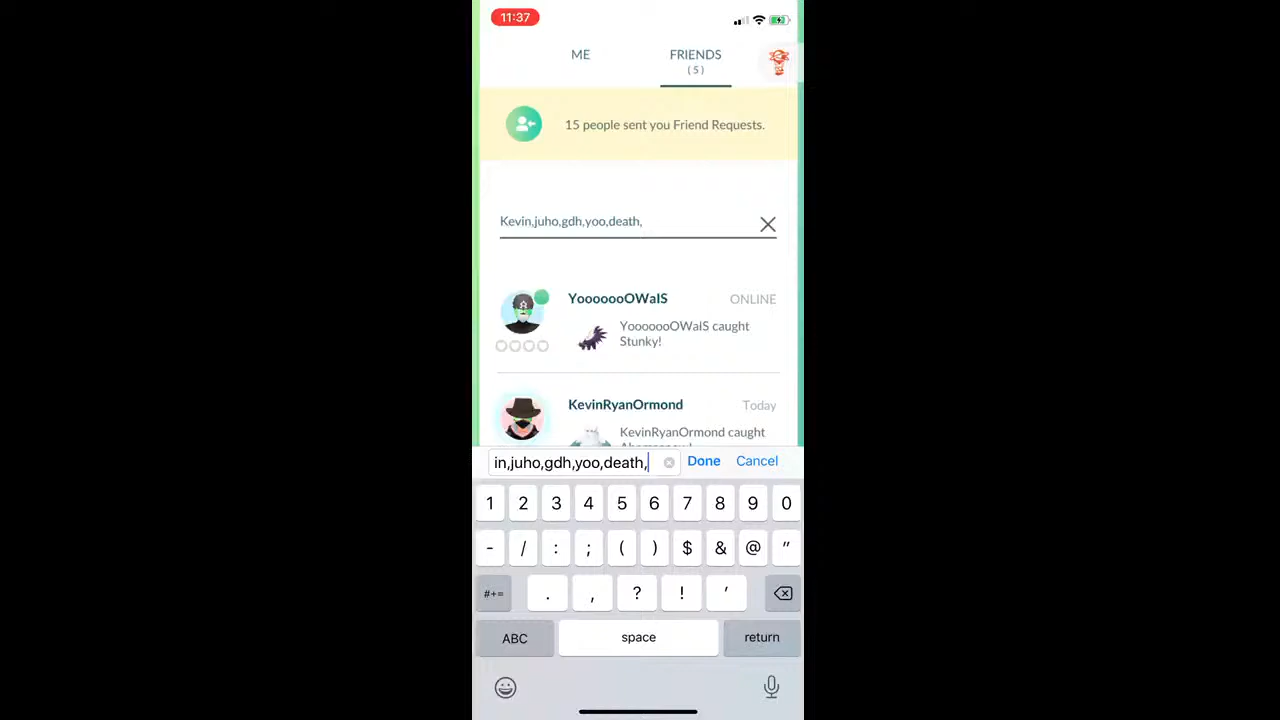 11:37
ME
FRIENDS
(5)
15 people sent you Friend Requests.
Kevin,juho,gdh,yoo,death,
YooooooOWalS
ONLINE
YooooooOWalS caught
Stunky!
KevinRyanOrmond
Today
KevinRyanOrmond caught
in,juho,gdh,yoo,death,
Done
Cancel
1 2 3 4 5 6 7 8 9 0
- / : ; ( ) $ & @ "
#+= . , ? ! '
ABC space return